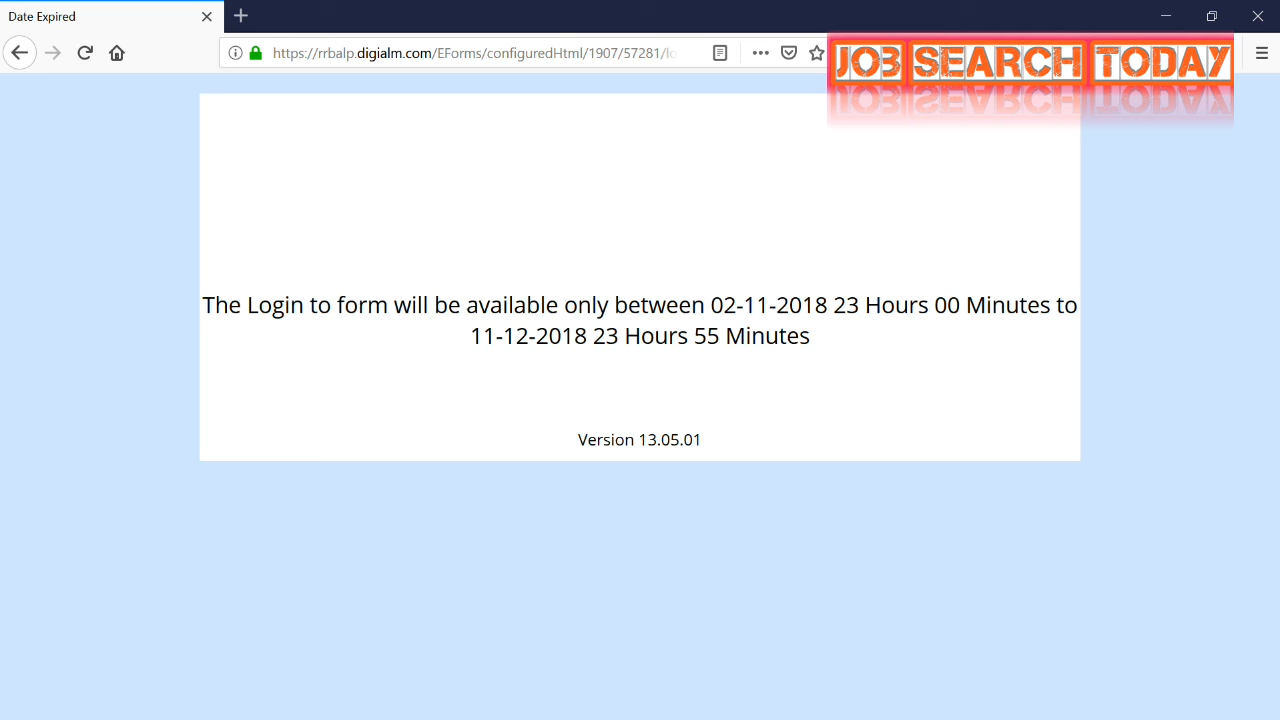 Date Expired
https://rrbalp.digialm.com/EForms/configuredHtml/1907/57281/lo
JOB SEARCH TODAY
The Login to form will be available only between 02-11-2018 23 Hours 00 Minutes to
11-12-2018 23 Hours 55 Minutes
Version 13.05.01